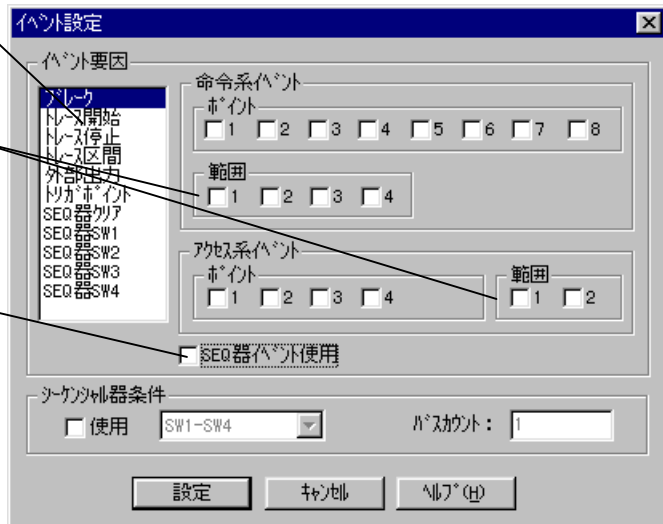 イベント設定
イベント要因
ブレーク
トレース開始
トレース停止
トレース区間
外部出力
トリガポイント
SEQ器クリア
SEQ器SW1
SEQ器SW2
SEQ器SW3
SEQ器SW4
命令系イベント
ポイント
1 2 3 4 5 6 7 8
範囲
1 2 3 4
アクセス系イベント
ポイント
1 2 3 4
範囲
1 2
SEQ器イベント使用
シーケンシャル器条件
使用 SW1-SW4 パスカウント： 1
設定 キャンセル ヘルプ(H)